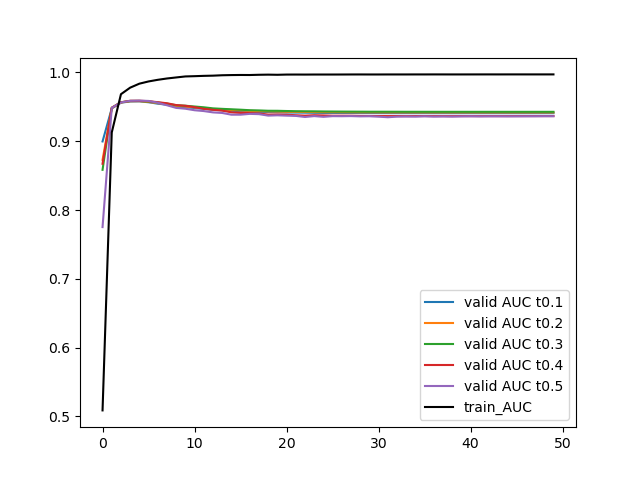 1.0
0.9
0.8
0.7
0.6
0.5
0
10
20
30
40
50
valid AUC t0.1
valid AUC t0.2
valid AUC t0.3
valid AUC t0.4
valid AUC t0.5
train_AUC